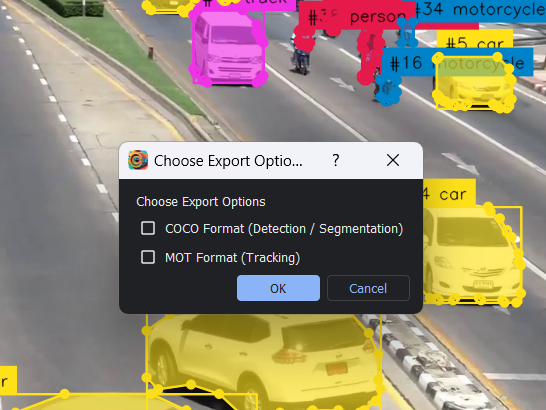 track
#38 person
#34 motorcycle
#5 car
#16 motorcycle
Choose Export Optio... ?
Choose Export Options
COCO Format (Detection / Segmentation)
MOT Format (Tracking)
OK Cancel
4 car
r